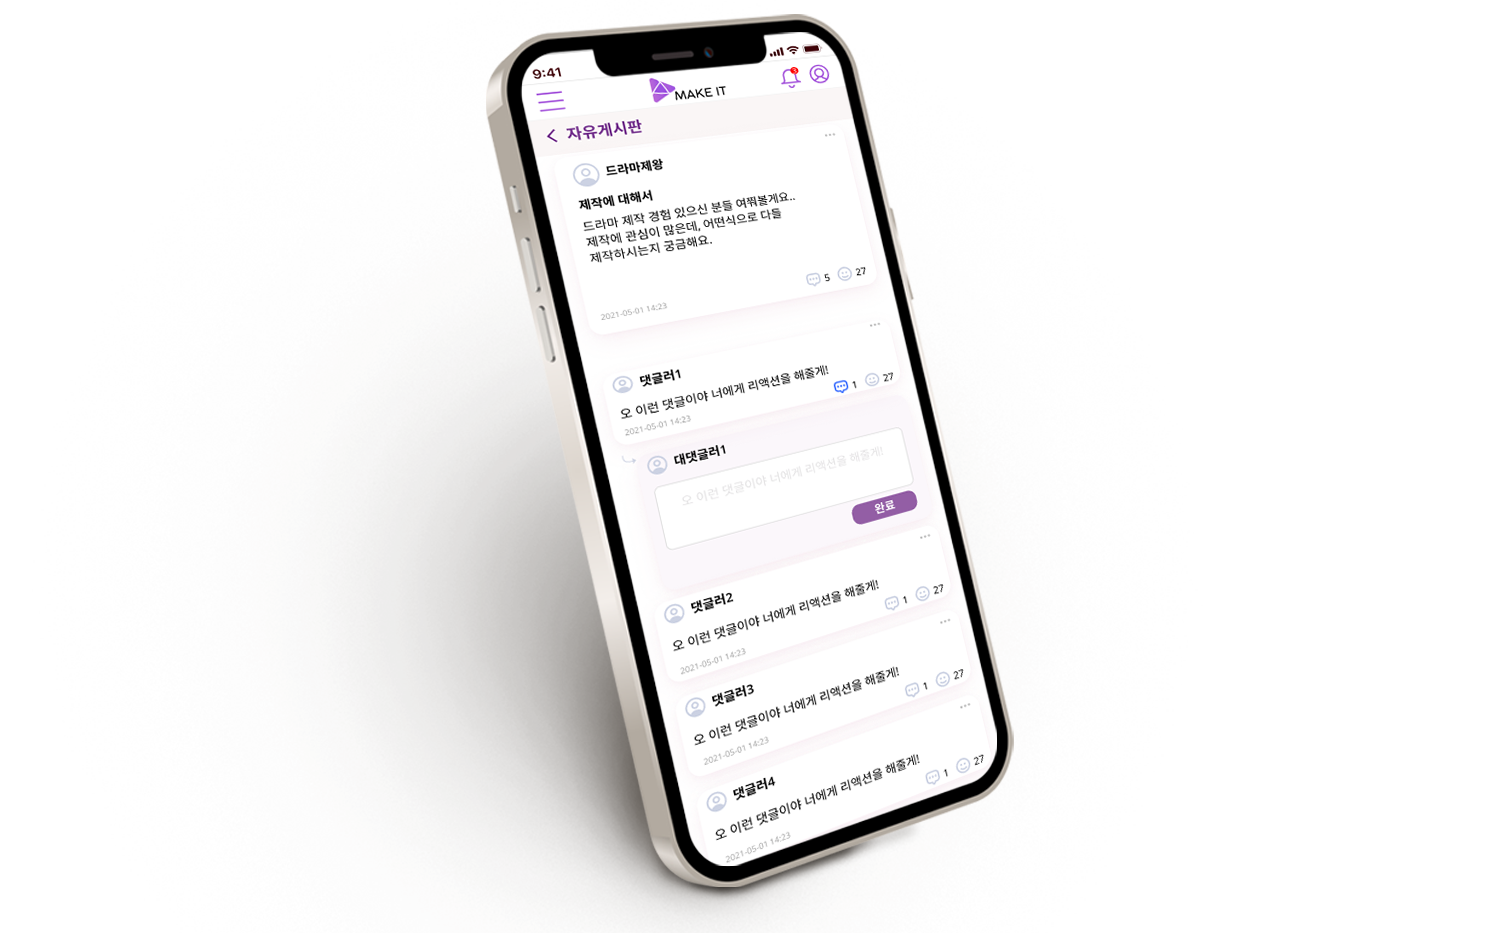 9:41
MAKE IT
3
자유게시판
드라마제왕
제작에 대해서
드라마 제작 경험 있으신 분들 여쭤볼게요..
제작에 관심이 많은데, 어떤식으로 다들
제작하시는지 궁금해요.
5 27
2021-05-01 14:23
댓글러1
오 이런 댓글이야 너에게 리액션을 해줄게!
1 27
2021-05-01 14:23
대댓글러1
오 이런 댓글이야 너에게 리액션을 해줄게!
완료
댓글러2
오 이런 댓글이야 너에게 리액션을 해줄게!
1 27
2021-05-01 14:23
댓글러3
오 이런 댓글이야 너에게 리액션을 해줄게!
1 27
2021-05-01 14:23
댓글러4
오 이런 댓글이야 너에게 리액션을 해줄게!
1 27
2021-05-01 14:23